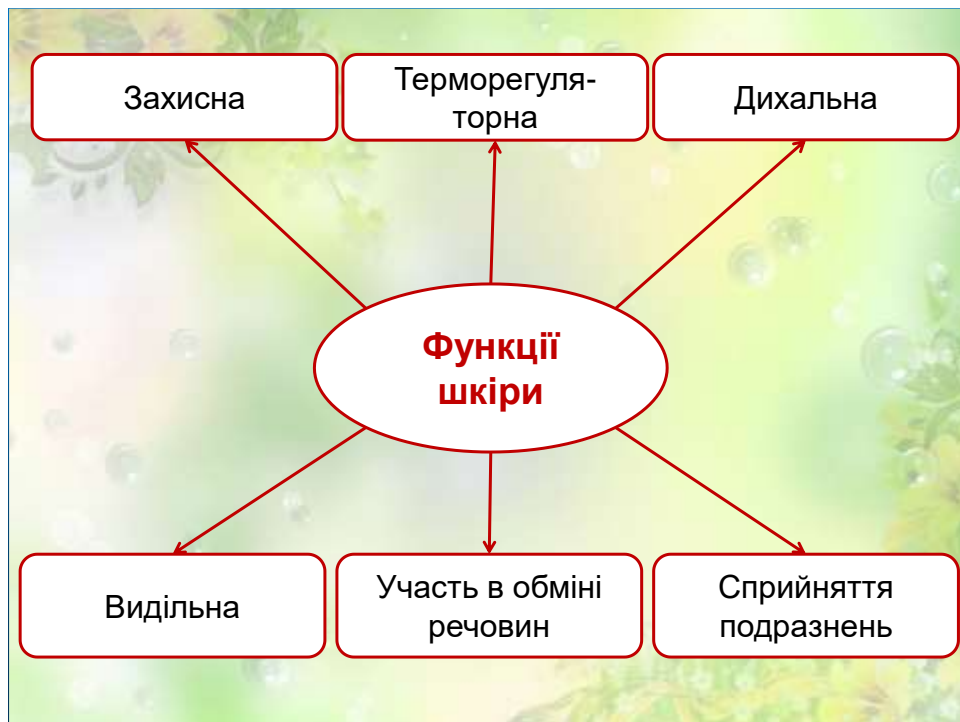 Захисна
Терморегуля-
торна
Дихальна
Функції
шкіри
Видільна
Участь в обміні
речовин
Сприйняття
подразнень